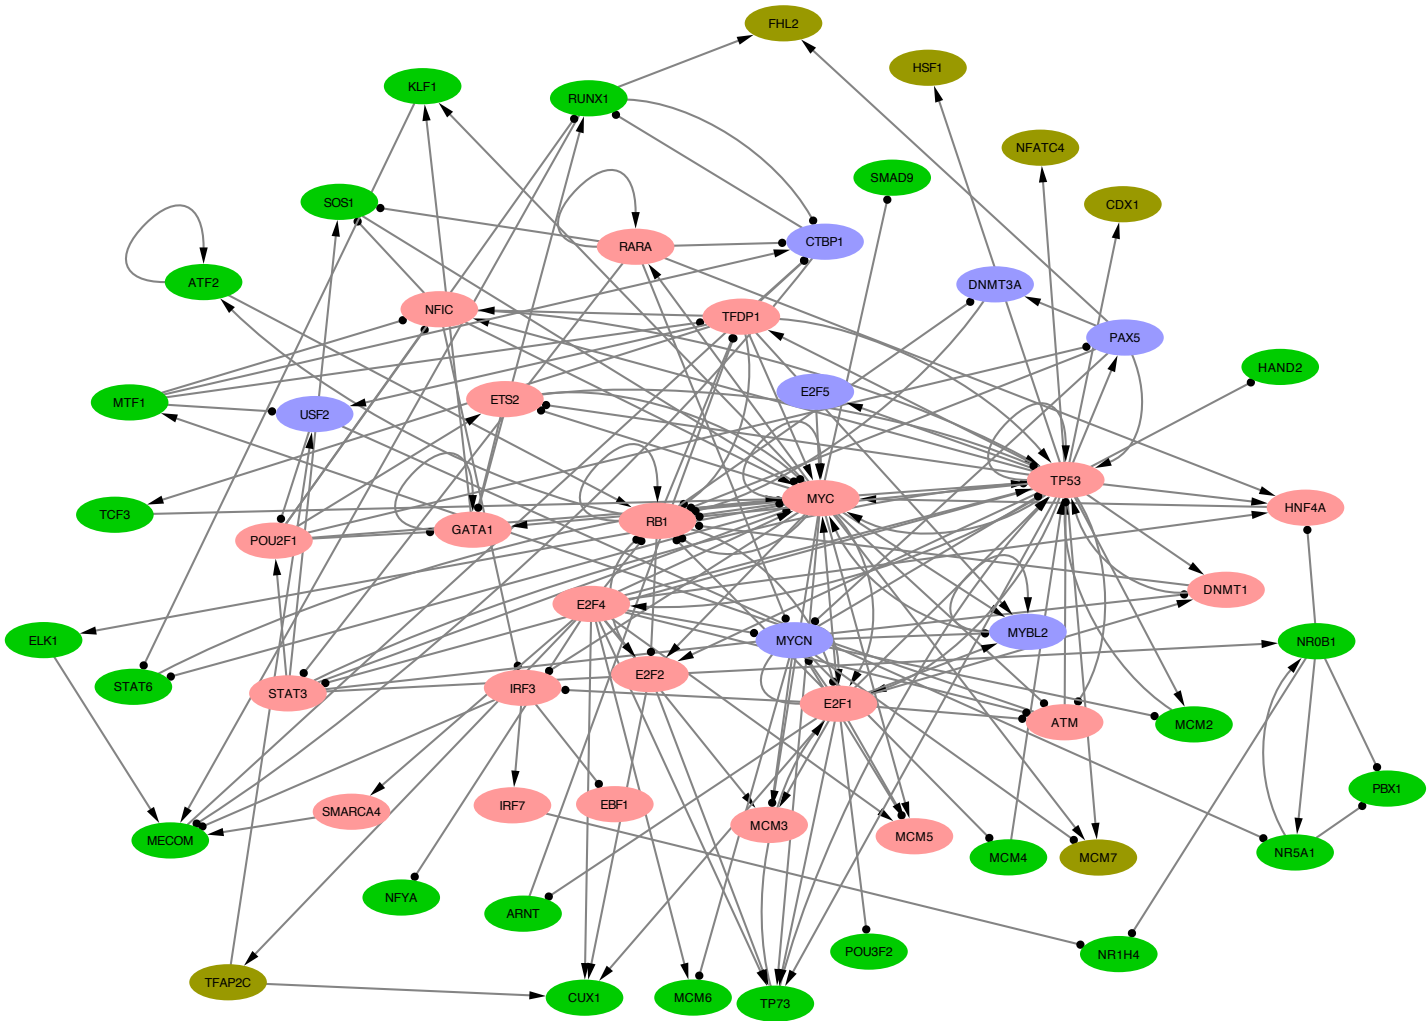 FHL2
HSF1
KLF1
RUNX1
NFATC4
SMAD9
SOS1
CDX1
RARA
CTBP1
ATF2
DNMT3A
NFIC
TFDP1
PAX5
HAND2
MTF1
USF2
ETS2
E2F5
TP53
MYC
HNF4A
TCF3
RB1
GATA1
POU2F1
DNMT1
E2F4
ELK1
MYCN
MYBL2
NR0B1
STAT6
STAT3
IRF3
E2F2
E2F1
ATM
MCM2
PBX1
SMARCA4
IRF7
EBF1
MCM3
MCM5
MECOM
MCM4
MCM7
NR5A1
NFYA
ARNT
POU3F2
NR1H4
TFAP2C
CUX1
MCM6
TP73